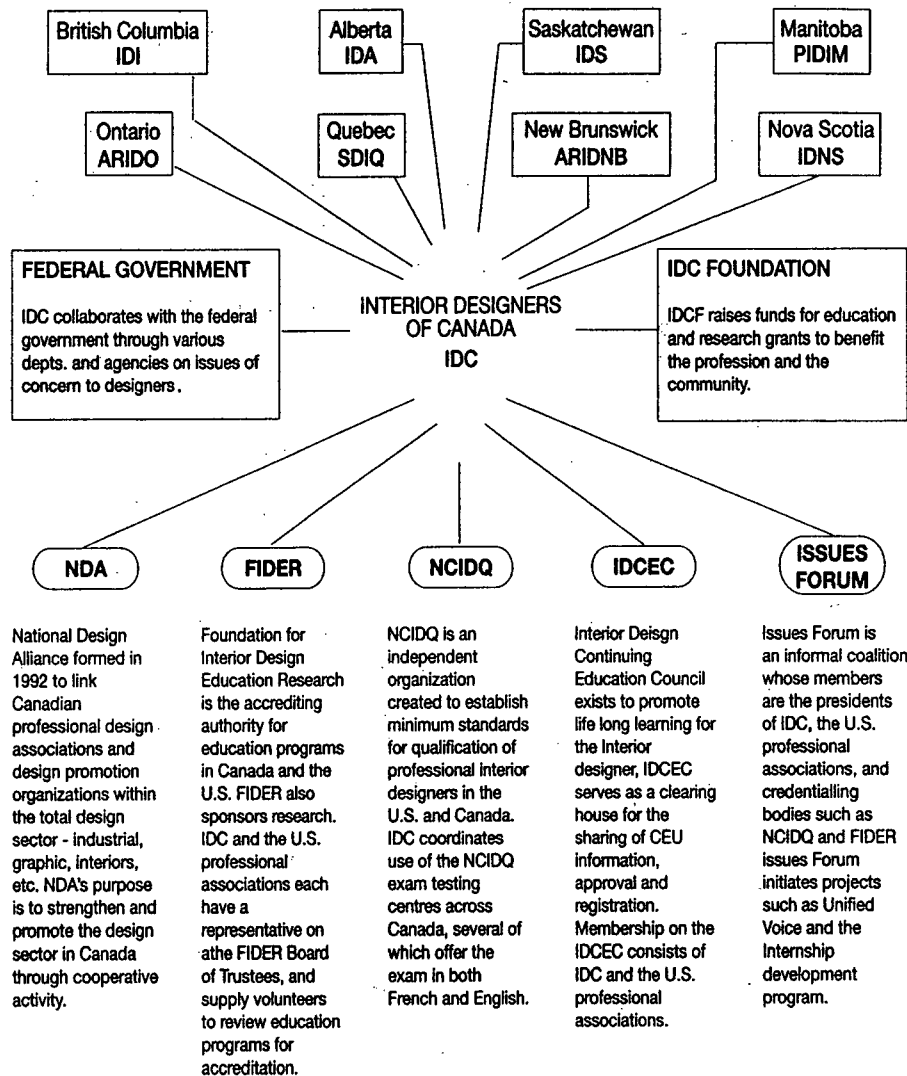 British Columbia
IDI
Alberta
IDA
Saskatchewan
IDS
Manitoba
PIDIM
Ontario
ARIDO
Quebec
SDIQ
New Brunswick
ARIDNB
Nova Scotia
IDNS
FEDERAL GOVERNMENT
IDC collaborates with the federal
government through various
depts. and agencies on issues of
concern to designers.
INTERIOR DESIGNERS
OF CANADA
IDC
IDC FOUNDATION
IDCF raises funds for education
and research grants to benefit
the profession and the
community.
NDA
National Design
Alliance formed in
1992 to link
Canadian
professional design
associations and
design promotion
organizations within
the total design
sector - industrial,
graphic, interiors,
etc. NDA's purpose
is to strengthen and
promote the design
sector in Canada
through cooperative
activity.
FIDER
Foundation for
Interior Design
Education Research
is the accrediting
authority for
education programs
in Canada and the
U.S. FIDER also
sponsors research.
IDC and the U.S.
professional
associations each
have a
representative on
athe FIDER Board
of Trustees, and
supply volunteers
to review education
programs for
accreditation.
NCIDQ
NCIDQ is an
independent
organization
created to establish
minimum standards
for qualification of
professional interior
designers in the
U.S. and Canada.
IDC coordinates
use of the NCIDQ
exam testing
centres across
Canada, several of
which offer the
exam in both
French and English.
IDCEC
Interior Deisgn
Continuing
Education Council
exists to promote
life long learning for
the Interior
designer, IDCEC
serves as a clearing
house for the
sharing of CEU
information,
approval and
registration.
Membership on the
IDCEC consists of
IDC and the U.S.
professional
associations.
ISSUES
FORUM
Issues Forum is
an informal coalition
whose members
are the presidents
of IDC, the U.S.
professional
associations, and
credentialling
bodies such as
NCIDQ and FIDER
issues Forum
initiates projects
such as Unified
Voice and the
Internship
development
program.